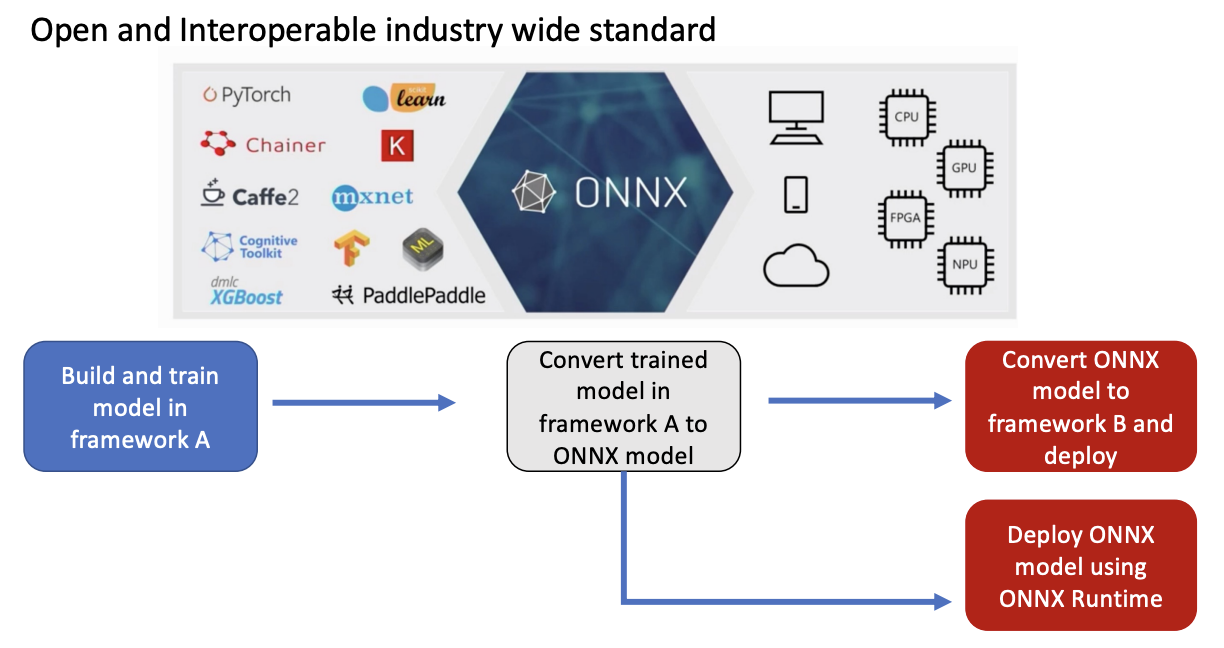 Open and Interoperable industry wide standard
PyTorch
scikit
learn
Chainer
K
Caffe2
mxnet
Cognitive
Toolkit
ML
dmlc
XGBoost
PaddlePaddle
ONNX
CPU
GPU
FPGA
NPU
Build and train
model in
framework A
Convert trained
model in
framework A to
ONNX model
Convert ONNX
model to
framework B and
deploy
Deploy ONNX
model using
ONNX Runtime